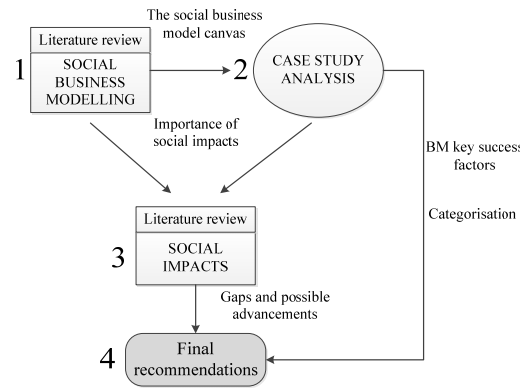 The social business
model canvas
Literature review
1
SOCIAL
BUSINESS
MODELLING
2
CASE STUDY
ANALYSIS
Importance of
social impacts
BM key success
factors
Categorisation
Literature review
3
SOCIAL
IMPACTS
Gaps and possible
advancements
4
Final
recommendations